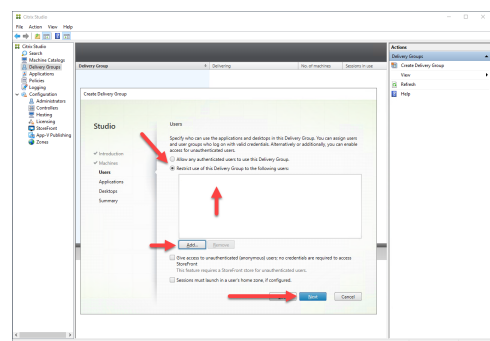 Citrix Studio
File Action View Help
Citrix Studio
Search
Machine Catalogs
Delivery Groups
Applications
Policies
Logging
Configuration
Administrators
Controllers
Hosting
Licensing
StoreFront
App-V Publishing
Zones
Delivery Group
Delivering
No. of machines
Sessions in use
Create Delivery Group
Studio
Introduction
Machines
Users
Applications
Desktops
Summary
Users
Specify who can use the applications and desktops in this Delivery Group. You can assign users
and user groups who log on with valid credentials. Alternatively or additionally, you can enable
access for unauthenticated users.
Allow any authenticated users to use this Delivery Group.
Restrict use of this Delivery Group to the following users:
Add...
Remove
Give access to unauthenticated (anonymous) users; no credentials are required to access
StoreFront
This feature requires a StoreFront store for unauthenticated users.
Sessions must launch in a user's home zone, if configured.
Next
Cancel
Actions
Delivery Groups
Create Delivery Group
View
Refresh
Help